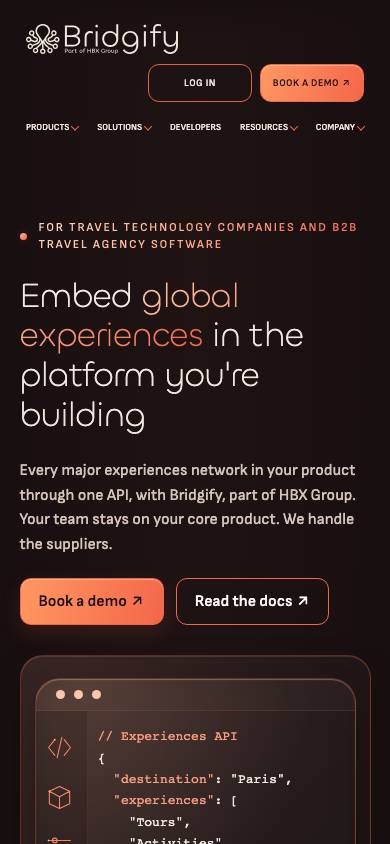 Bridgify
Part of HBX Group
LOG IN
BOOK A DEMO ↗
PRODUCTS
SOLUTIONS
DEVELOPERS
RESOURCES
COMPANY
FOR TRAVEL TECHNOLOGY COMPANIES AND B2B
TRAVEL AGENCY SOFTWARE
Embed global
experiences in the
platform you're
building
Every major experiences network in your product
through one API, with Bridgify, part of HBX Group.
Your team stays on your core product. We handle
the suppliers.
Book a demo ↗
Read the docs ↗
// Experiences API
{
"destination": "Paris",
"experiences": [
"Tours",
"Activities"